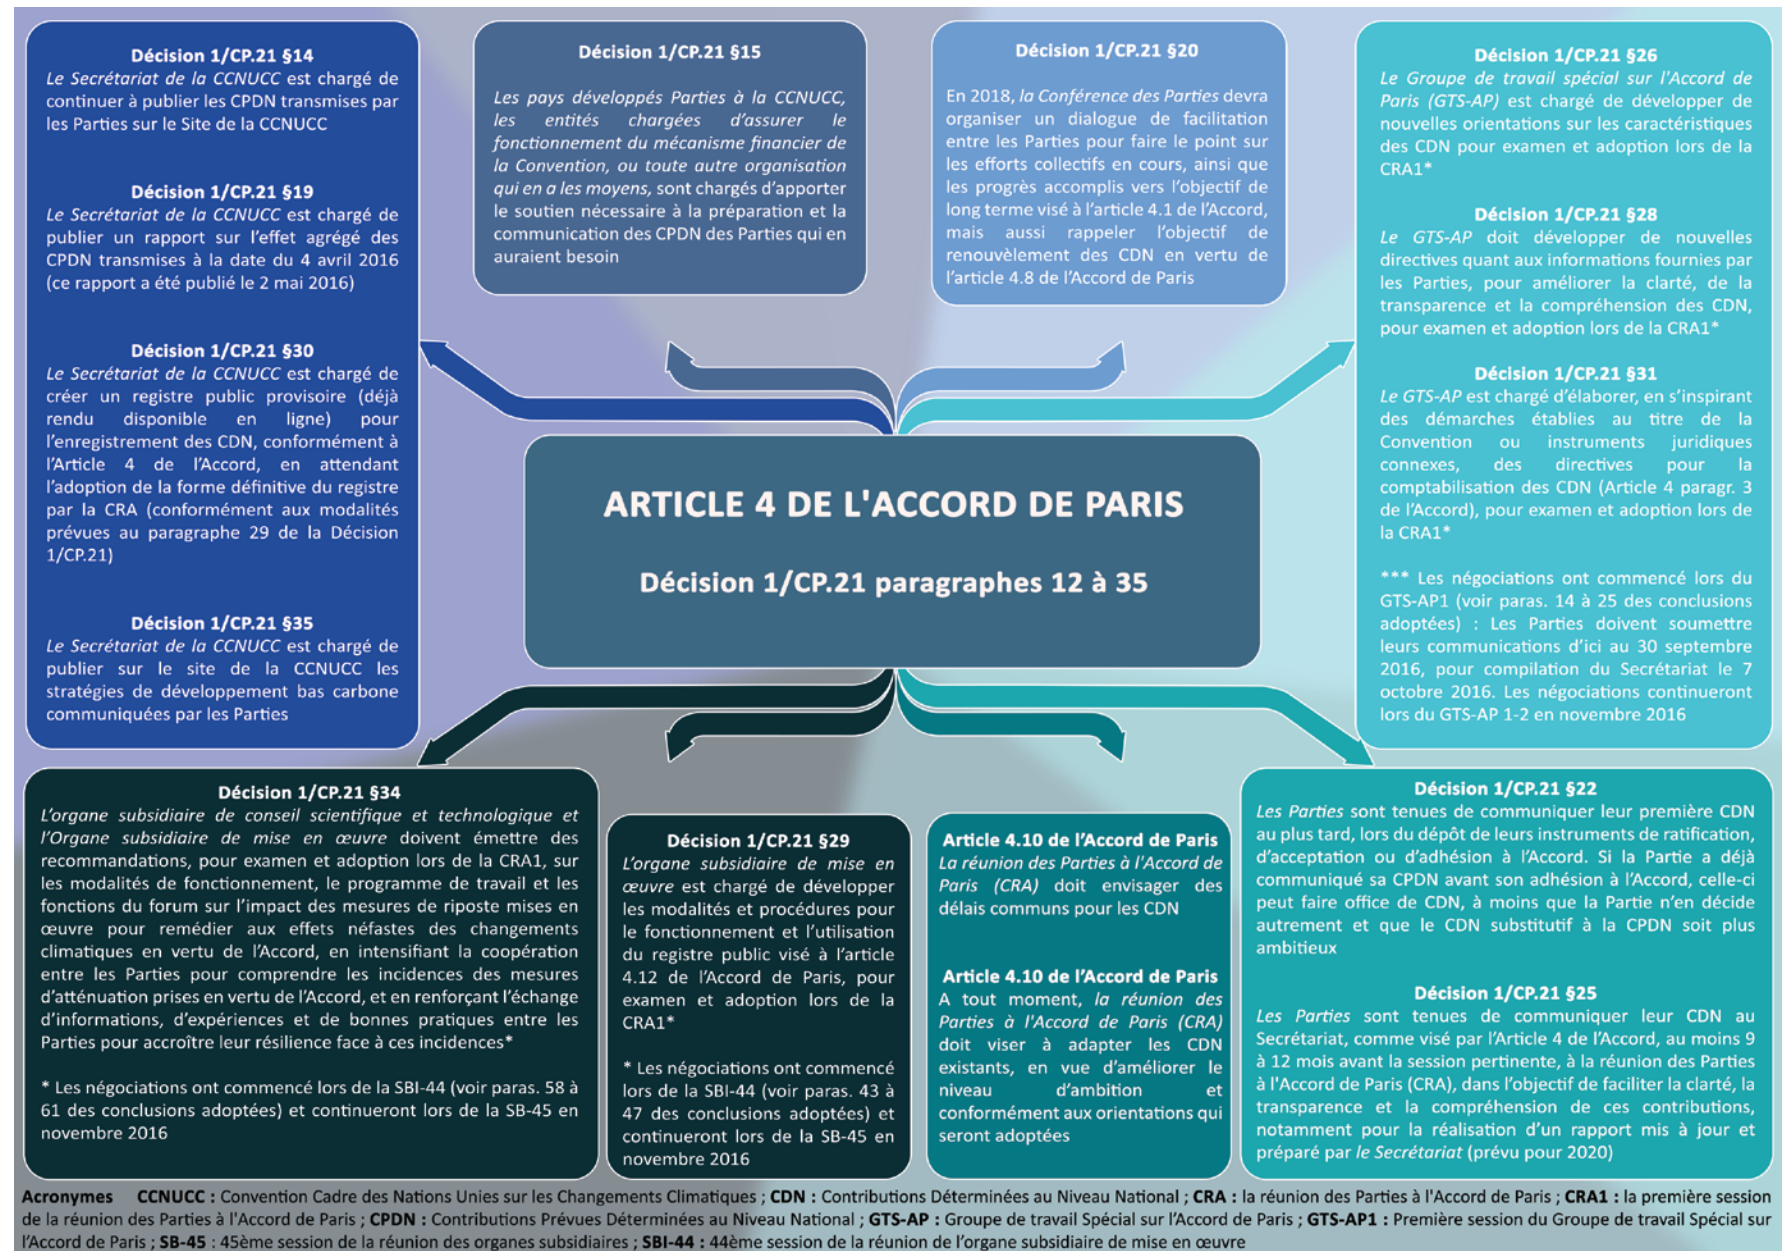 Décision 1/CP.21 §14
Le Secrétariat de la CCNUCC est chargé de
continuer à publier les CPDN transmises par
les Parties sur le Site de la CCNUCC
Décision 1/CP.21 §19
Le Secrétariat de la CCNUCC est chargé de
publier un rapport sur l'effet agrégé des
CPDN transmises à la date du 4 avril 2016
(ce rapport a été publié le 2 mai 2016)
Décision 1/CP.21 §30
Le Secrétariat de la CCNUCC est chargé de
créer un registre public provisoire (déjà
rendu disponible en ligne) pour
l'enregistrement des CDN, conformément à
l'Article 4 de l'Accord, en attendant
l'adoption de la forme définitive du registre
par la CRA (conformément aux modalités
prévues au paragraphe 29 de la Décision
1/CP.21)
Décision 1/CP.21 §35
Le Secrétariat de la CCNUCC est chargé de
publier sur le site de la CCNUCC les
stratégies de développement bas carbone
communiquées par les Parties
Décision 1/CP.21 §15
Les pays développés Parties à la CCNUCC,
les entités chargées d'assurer le
fonctionnement du mécanisme financier de
la Convention, ou toute autre organisation
qui en a les moyens, sont chargés d'apporter
le soutien nécessaire à la préparation et la
communication des CPDN des Parties qui en
auraient besoin
Décision 1/CP.21 §20
En 2018, la Conférence des Parties devra
organiser un dialogue de facilitation
entre les Parties pour faire le point sur
les efforts collectifs en cours, ainsi que
les progrès accomplis vers l'objectif de
long terme visé à l'article 4.1 de l'Accord,
mais aussi rappeler l'objectif de
renouvèlement des CDN en vertu de
l'article 4.8 de l'Accord de Paris
Décision 1/CP.21 §26
Le Groupe de travail spécial sur l'Accord de
Paris (GTS-AP) est chargé de développer de
nouvelles orientations sur les caractéristiques
des CDN pour examen et adoption lors de la
CRA1*
Décision 1/CP.21 §28
Le GTS-AP doit développer de nouvelles
directives quant aux informations fournies par
les Parties, pour améliorer la clarté, de la
transparence et la compréhension des CDN,
pour examen et adoption lors de la CRA1*
Décision 1/CP.21 §31
Le GTS-AP est chargé d'élaborer, en s'inspirant
des démarches établies au titre de la
Convention ou instruments juridiques
connexes, des directives pour la
comptabilisation des CDN (Article 4 paragr. 3
de l'Accord), pour examen et adoption lors de
la CRA1*
*** Les négociations ont commencé lors du
GTS-AP1 (voir paras. 14 à 25 des conclusions
adoptées) : Les Parties doivent soumettre
leurs communications d'ici au 30 septembre
2016, pour compilation du Secrétariat le 7
octobre 2016. Les négociations continueront
lors du GTS-AP 1-2 en novembre 2016
ARTICLE 4 DE L'ACCORD DE PARIS
Décision 1/CP.21 paragraphes 12 à 35
Décision 1/CP.21 §34
L'organe subsidiaire de conseil scientifique et technologique et
l'Organe subsidiaire de mise en œuvre doivent émettre des
recommandations, pour examen et adoption lors de la CRA1, sur
les modalités de fonctionnement, le programme de travail et les
fonctions du forum sur l'impact des mesures de riposte mises en
œuvre pour remédier aux effets néfastes des changements
climatiques en vertu de l'Accord, en intensifiant la coopération
entre les Parties pour comprendre les incidences des mesures
d'atténuation prises en vertu de l'Accord, et en renforçant l'échange
d'informations, d'expériences et de bonnes pratiques entre les
Parties pour accroître leur résilience face à ces incidences*
* Les négociations ont commencé lors de la SBI-44 (voir paras. 58 à
61 des conclusions adoptées) et continueront lors de la SB-45 en
novembre 2016
Décision 1/CP.21 §29
L'organe subsidiaire de mise en
œuvre est chargé de développer
les modalités et procédures pour
le fonctionnement et l'utilisation
du registre public visé à l'article
4.12 de l'Accord de Paris, pour
examen et adoption lors de la
CRA1*
* Les négociations ont commencé
lors de la SBI-44 (voir paras. 43 à
47 des conclusions adoptées) et
continueront lors de la SB-45 en
novembre 2016
Article 4.10 de l'Accord de Paris
La réunion des Parties à l'Accord de
Paris (CRA) doit envisager des
délais communs pour les CDN
Article 4.10 de l'Accord de Paris
A tout moment, la réunion des
Parties à l'Accord de Paris (CRA)
doit viser à adapter les CDN
existants, en vue d'améliorer le
niveau d'ambition et
conformément aux orientations qui
seront adoptées
Décision 1/CP.21 §22
Les Parties sont tenues de communiquer leur première CDN
au plus tard, lors du dépôt de leurs instruments de ratification,
d'acceptation ou d'adhésion à l'Accord. Si la Partie a déjà
communiqué sa CPDN avant son adhésion à l'Accord, celle-ci
peut faire office de CDN, à moins que la Partie n'en décide
autrement et que le CDN substitutif à la CPDN soit plus
ambitieux
Décision 1/CP.21 §25
Les Parties sont tenues de communiquer leur CDN au
Secrétariat, comme visé par l'Article 4 de l'Accord, au moins 9
à 12 mois avant la session pertinente, à la réunion des Parties
à l'Accord de Paris (CRA), dans l'objectif de faciliter la clarté, la
transparence et la compréhension de ces contributions,
notamment pour la réalisation d'un rapport mis à jour et
préparé par le Secrétariat (prévu pour 2020)
Acronymes CCNUCC : Convention Cadre des Nations Unies sur les Changements Climatiques ; CDN : Contributions Déterminées au Niveau National ; CRA : la réunion des Parties à l'Accord de Paris ; CRA1 : la première session
de la réunion des Parties à l'Accord de Paris ; CPDN : Contributions Prévues Déterminées au Niveau National ; GTS-AP : Groupe de travail Spécial sur l'Accord de Paris ; GTS-AP1 : Première session du Groupe de travail Spécial sur
l'Accord de Paris ; SB-45 : 45ème session de la réunion des organes subsidiaires ; SBI-44 : 44ème session de la réunion de l'organe subsidiaire de mise en œuvre